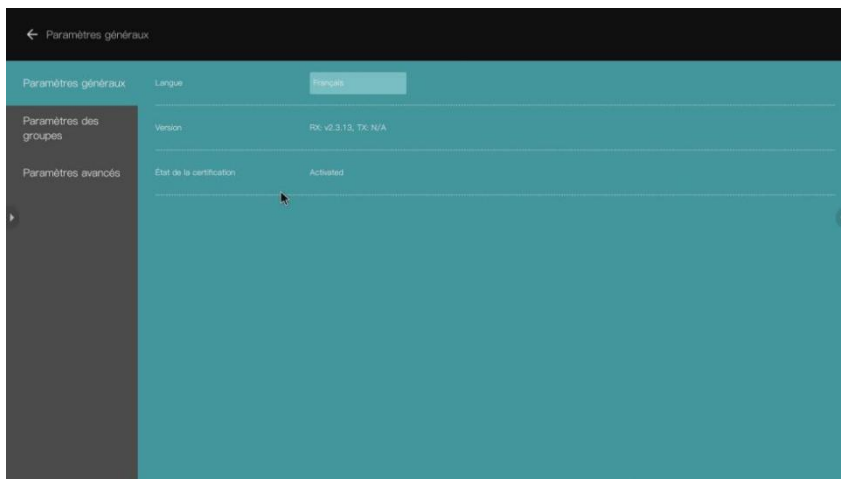 Paramètres généraux
Paramètres généraux
Langue
Français
Paramètres des
groupes
Version
RX: v2.3.13, TX: N/A
Paramètres avancés
État de la certification
Activated